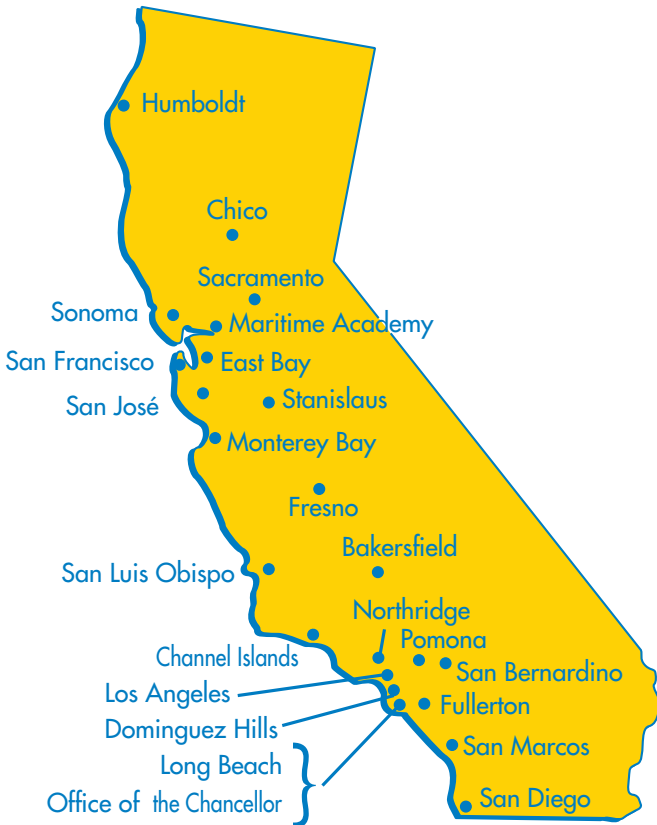 Humboldt
Chico
Sacramento
Sonoma
Maritime Academy
San Francisco
East Bay
San José
Stanislaus
Monterey Bay
Fresno
Bakersfield
San Luis Obispo
Northridge
Pomona
Channel Islands
San Bernardino
Los Angeles
Fullerton
Dominguez Hills
San Marcos
Long Beach
Office of the Chancellor
San Diego